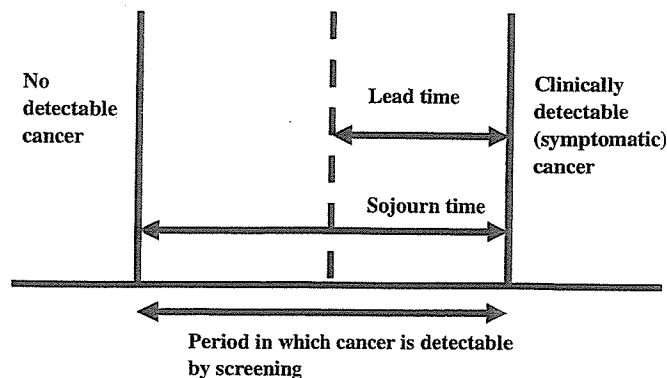 No
detectable
cancer
Lead time
Clinically
detectable
(symptomatic)
cancer
Sojourn time
Period in which cancer is detectable
by screening